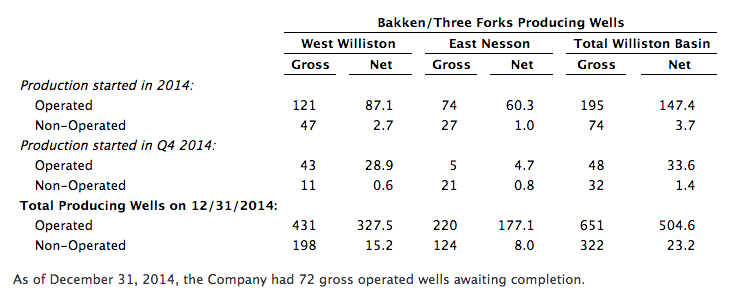 Bakken/Three Forks Producing Wells
West Williston East Nesson Total Williston Basin
Gross Net Gross Net Gross Net
Production started in 2014:
Operated 121 87.1 74 60.3 195 147.4
Non-Operated 47 2.7 27 1.0 74 3.7
Production started in Q4 2014:
Operated 43 28.9 5 4.7 48 33.6
Non-Operated 11 0.6 21 0.8 32 1.4
Total Producing Wells on 12/31/2014:
Operated 431 327.5 220 177.1 651 504.6
Non-Operated 198 15.2 124 8.0 322 23.2
As of December 31, 2014, the Company had 72 gross operated wells awaiting completion.